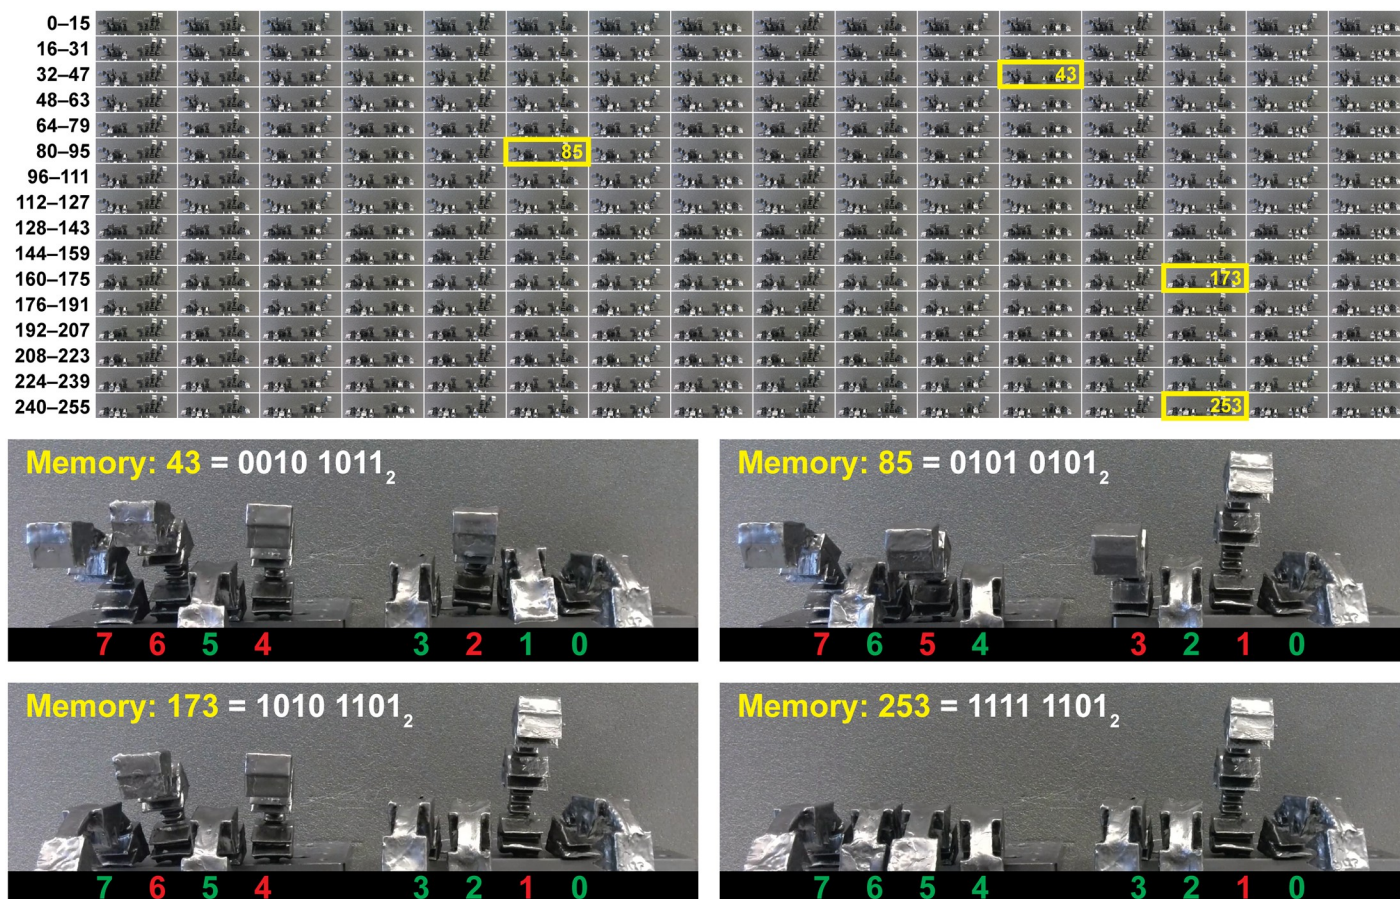 0–15
16–31
32–47
43
48–63
64–79
80–95
85
96–111
112–127
128–143
144–159
160–175
173
176–191
192–207
208–223
224–239
240–255
253
Memory: 43 = 0010 1011₂
7 6 5 4 3 2 1 0
Memory: 85 = 0101 0101₂
7 6 5 4 3 2 1 0
Memory: 173 = 1010 1101₂
7 6 5 4 3 2 1 0
Memory: 253 = 1111 1101₂
7 6 5 4 3 2 1 0